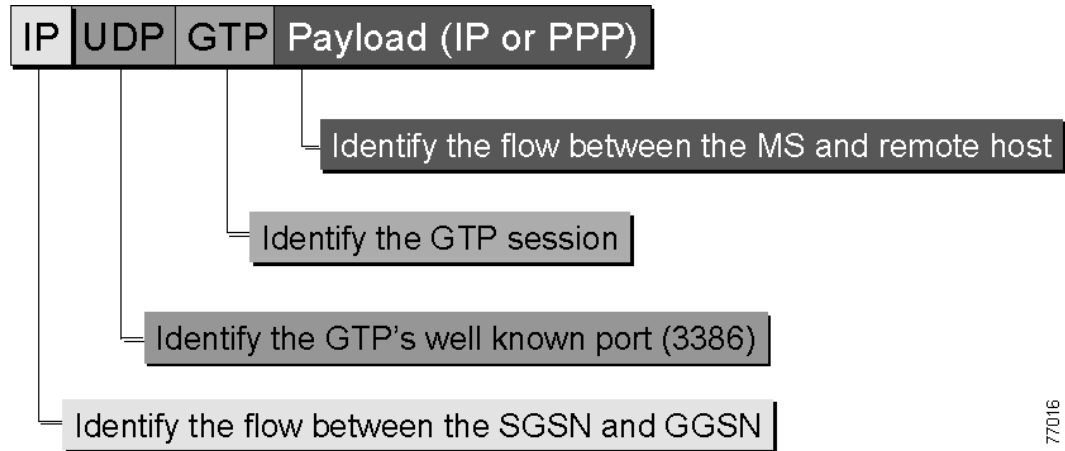 IP UDP GTP Payload (IP or PPP)
Identify the flow between the MS and remote host
Identify the GTP session
Identify the GTP's well known port (3386)
Identify the flow between the SGSN and GGSN
77016